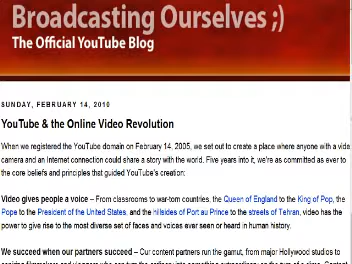 Broadcasting Ourselves ;)
The Official YouTube Blog
SUNDAY, FEBRUARY 14, 2010
YouTube & the Online Video Revolution
When we registered the YouTube domain on February 14, 2005, we set out to create a place where anyone with a vide
camera and an Internet connection could share a story with the world. Five years into it, we're as committed as ever to
the core beliefs and principles that guided YouTube's creation:
Video gives people a voice – From classrooms to war-torn countries, the Queen of England to the King of Pop, the
Pope to the President of the United States, and the hillsides of Port au Prince to the streets of Tehran, video has the
power to give rise to the most diverse set of faces and voices ever seen or heard in human history.
We succeed when our partners succeed – Our content partners run the gamut, from major Hollywood studios to